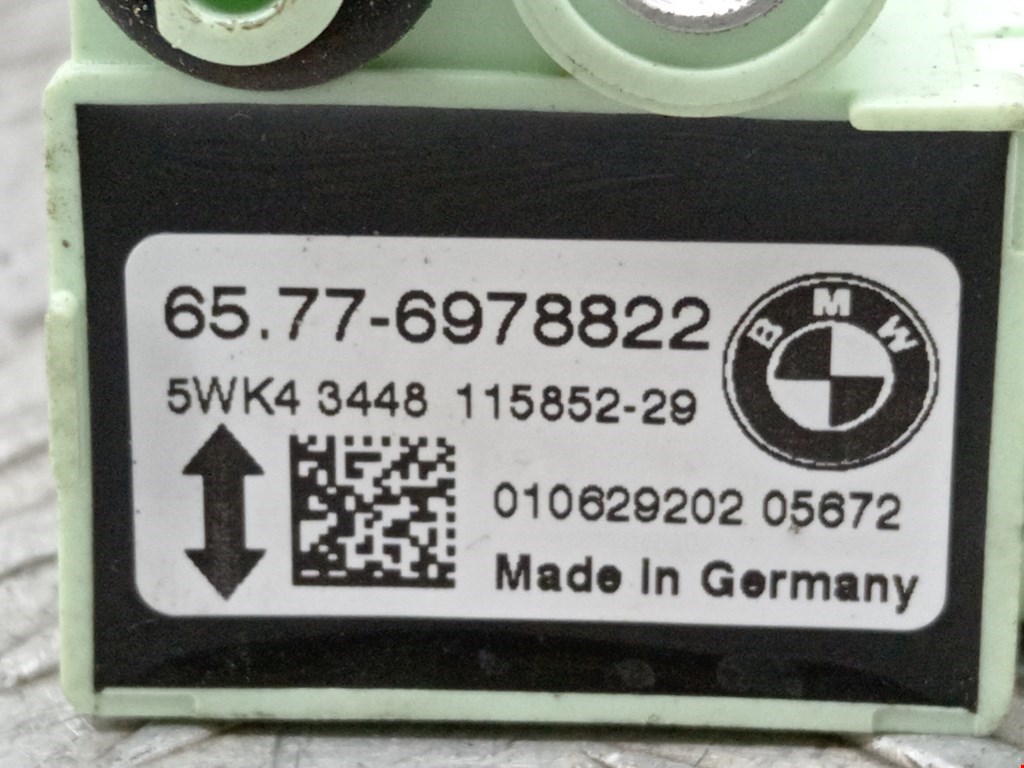 65.77-6978822
BMW
5WK4 3448 115852-29
010629202 05672
Made In Germany